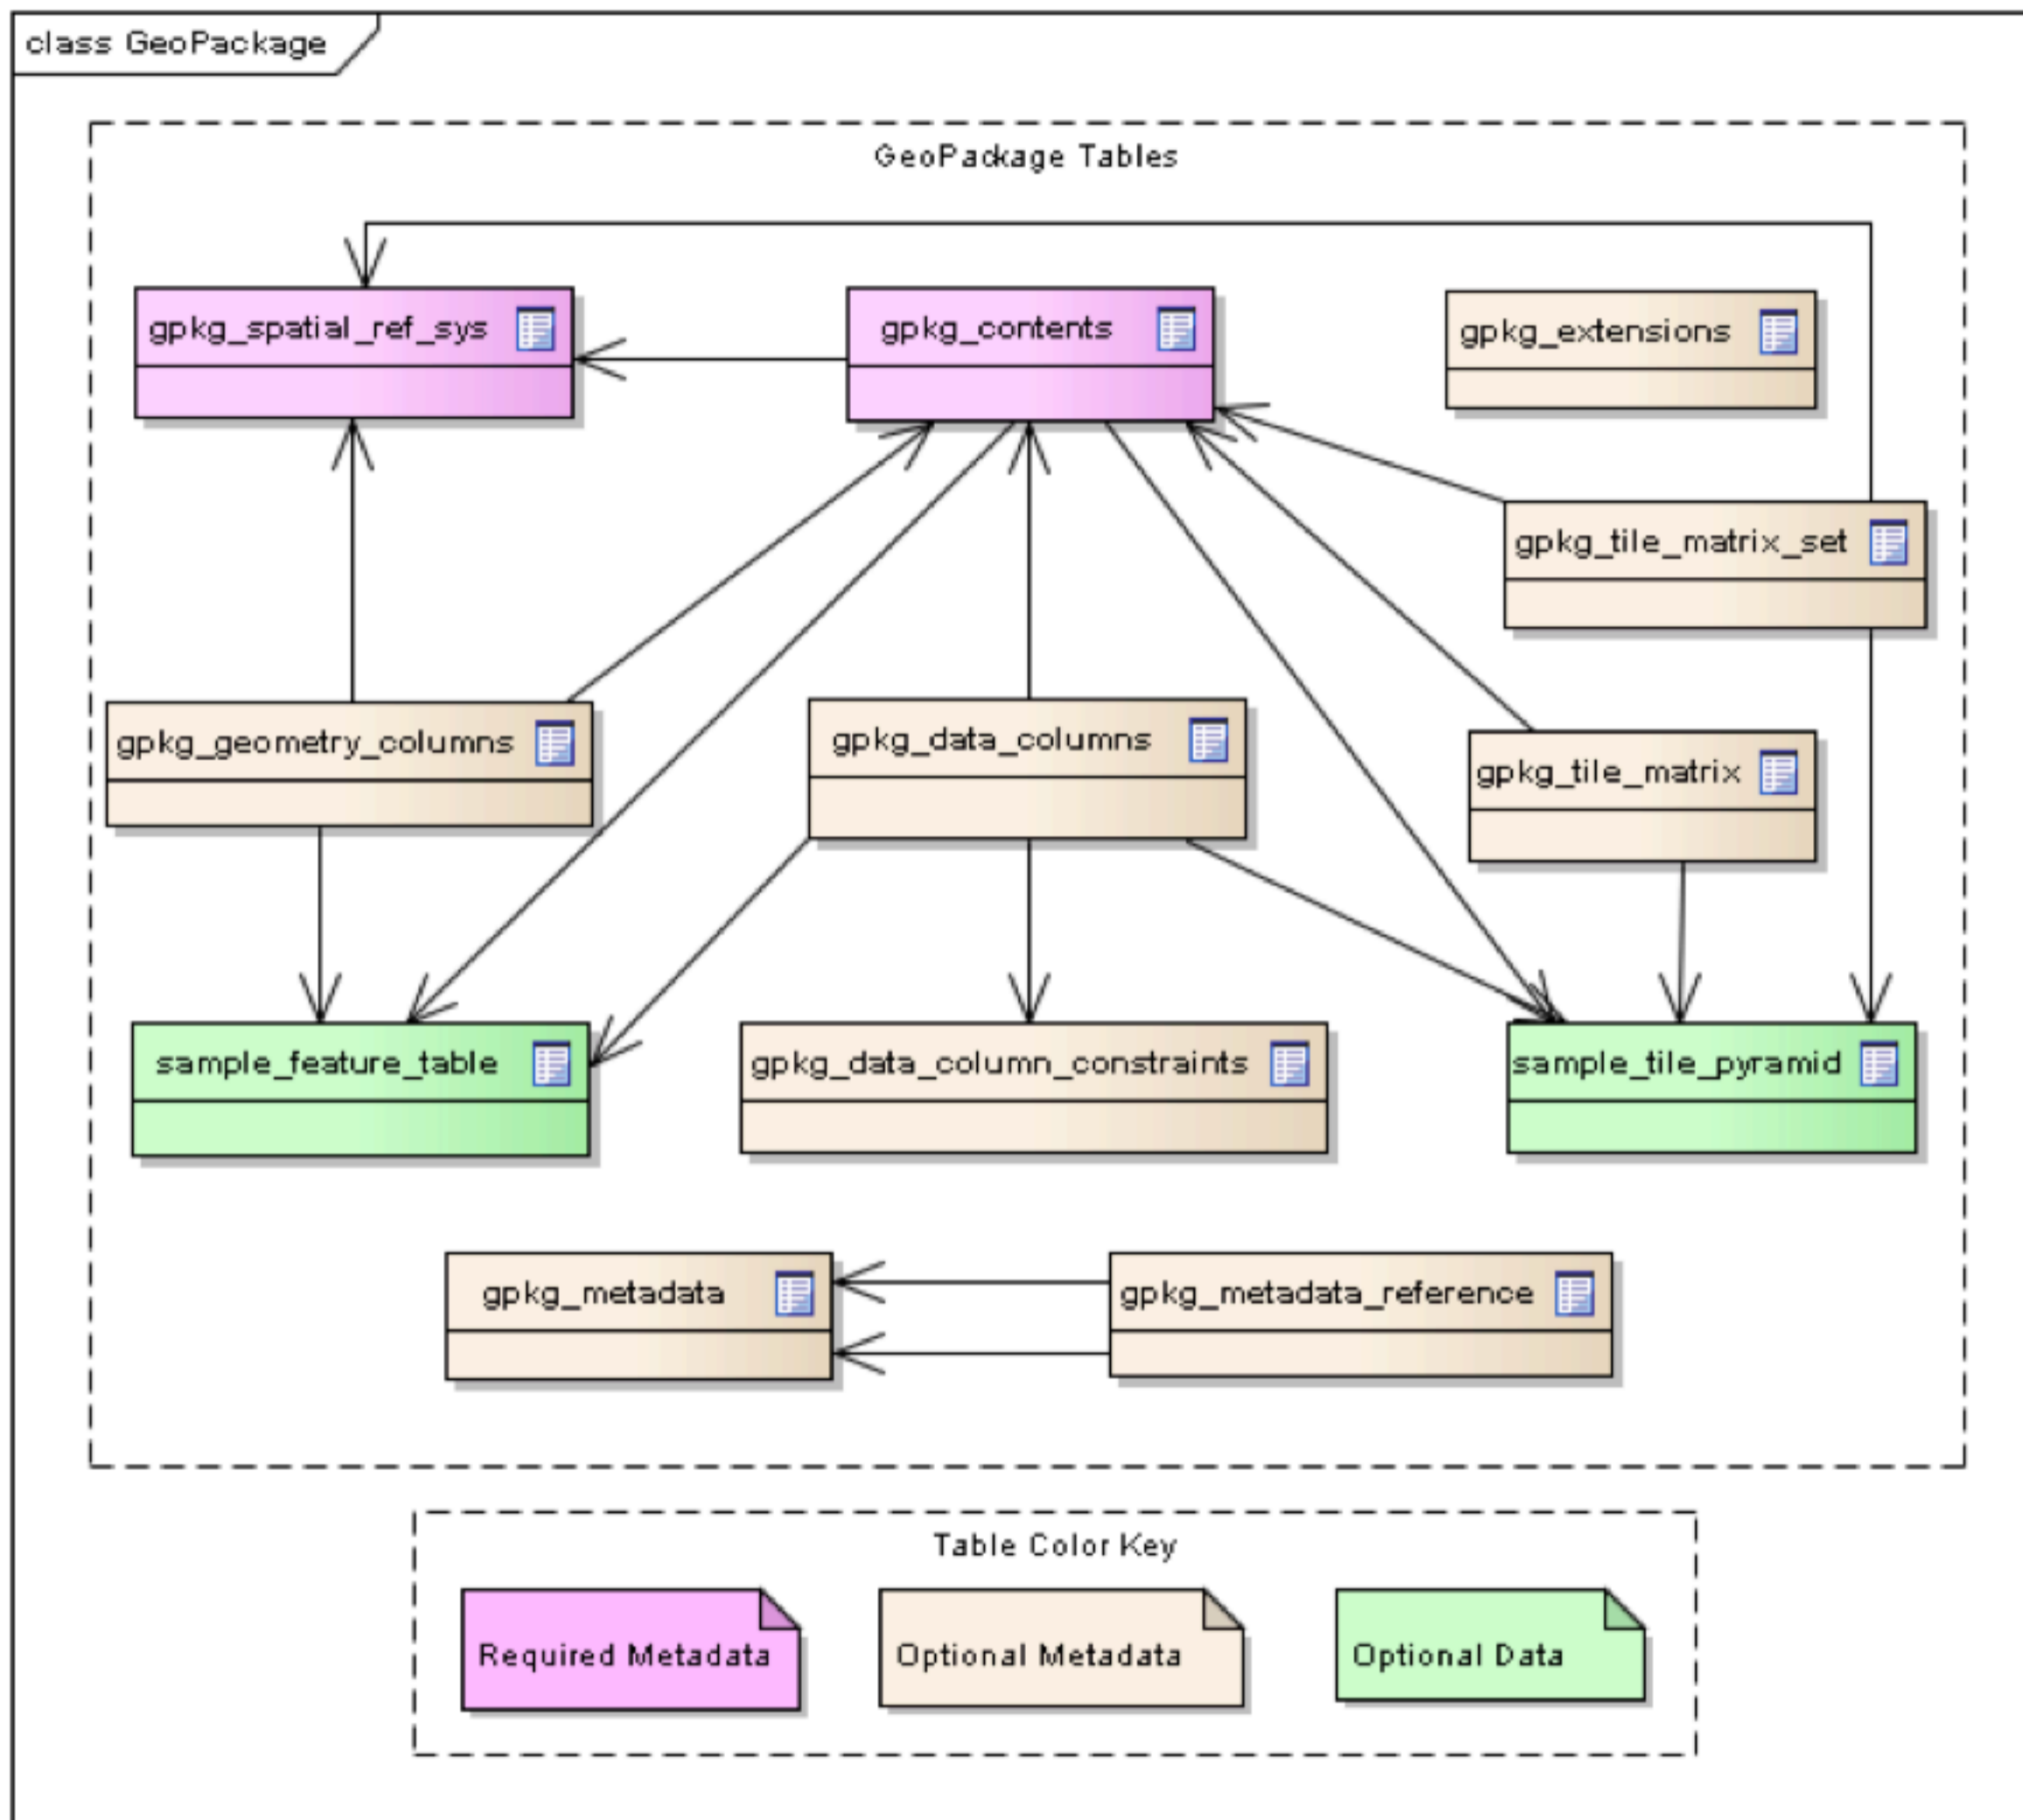 class GeoPackage
GeoPackage Tables
gpkg_spatial_ref_sys
gpkg_contents
gpkg_extensions
gpkg_tile_matrix_set
gpkg_geometry_columns
gpkg_data_columns
gpkg_tile_matrix
sample_feature_table
gpkg_data_column_constraints
sample_tile_pyramid
gpkg_metadata
gpkg_metadata_reference
Table Color Key
Required Metadata
Optional Metadata
Optional Data